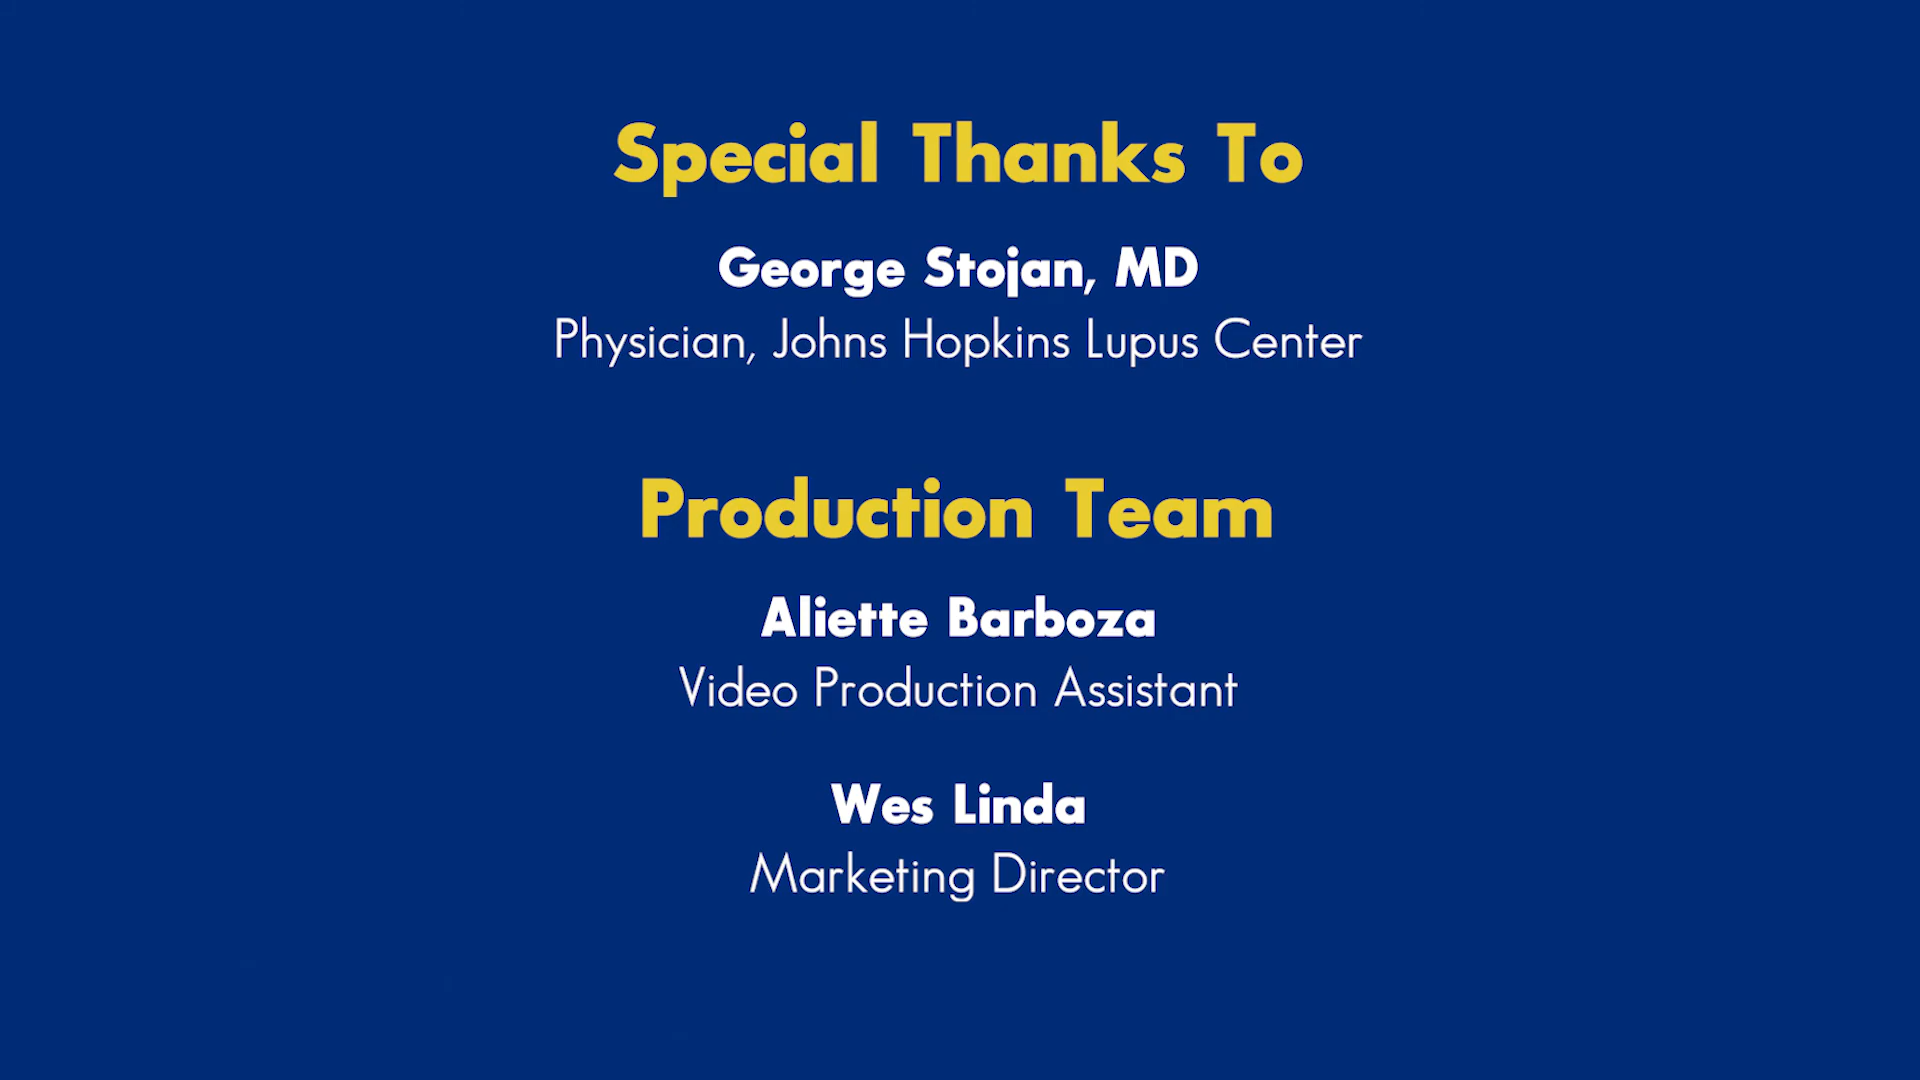 Special Thanks To
George Stojan, MD
Physician, Johns Hopkins Lupus Center
Production Team
Aliette Barboza
Video Production Assistant
Wes Linda
Marketing Director